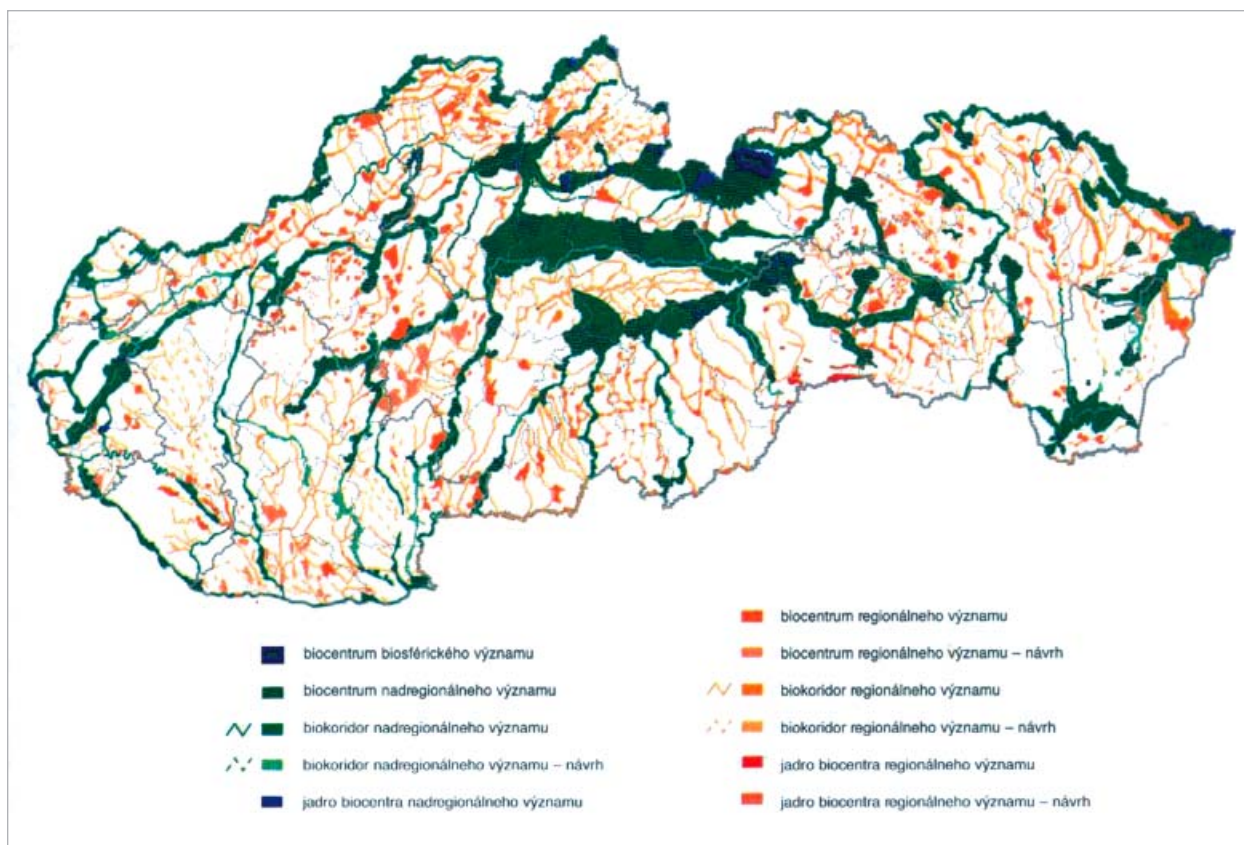 biocentrum biosférického významu
biocentrum nadregionálneho významu
biokoridor nadregionálneho významu
biokoridor nadregionálneho významu – návrh
jadro biocentra nadregionálneho významu
biocentrum regionálneho významu
biocentrum regionálneho významu – návrh
biokoridor regionálneho významu
biokoridor regionálneho významu – návrh
jadro biocentra regionálneho významu
jadro biocentra regionálneho významu – návrh